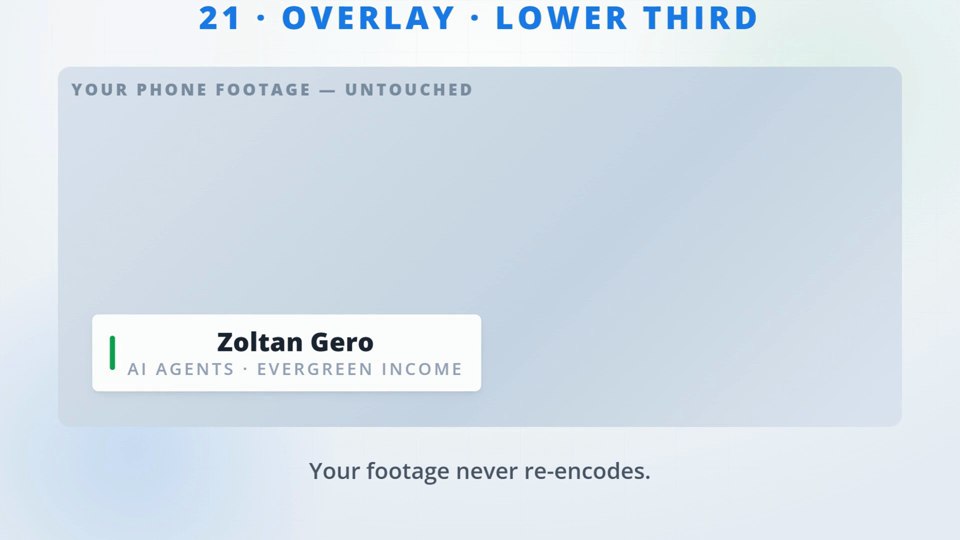 21 · OVERLAY · LOWER THIRD
YOUR PHONE FOOTAGE — UNTOUCHED
Zoltan Gero
AI AGENTS · EVERGREEN INCOME
Your footage never re-encodes.